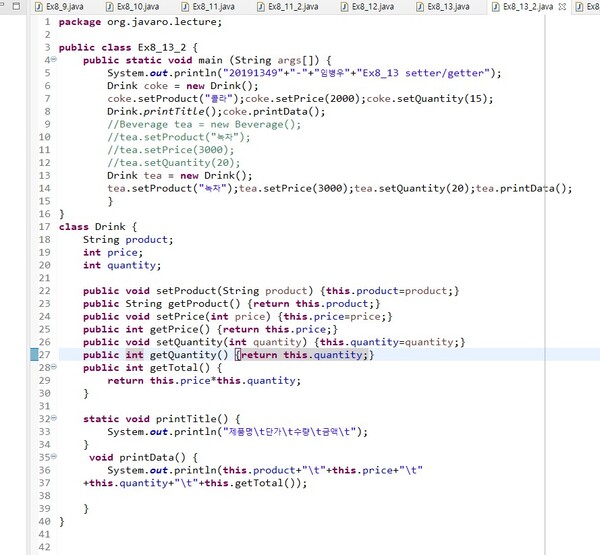 Ex8_9.java Ex8_10.java Ex8_11.java Ex8_11_2.java Ex8_12.java Ex8_13.java Ex8_13_2.java Ex8
1 package org.javaro.lecture;
2
3 public class Ex8_13_2 {
4 public static void main (String args[]) {
5 System.out.println("20191349"+"-"+"임병우"+"Ex8_13 setter/getter");
6 Drink coke = new Drink();
7 coke.setProduct("콜라");coke.setPrice(2000);coke.setQuantity(15);
8 Drink.printTitle();coke.printData();
9 //Beverage tea = new Beverage();
10 //tea.setProduct("녹차");
11 //tea.setPrice(3000);
12 //tea.setQuantity(20);
13 Drink tea = new Drink();
14 tea.setProduct("녹차");tea.setPrice(3000);tea.setQuantity(20);tea.printData();
15 }
16 }
17 class Drink {
18 String product;
19 int price;
20 int quantity;
21
22 public void setProduct(String product) {this.product=product;}
23 public String getProduct() {return this.product;}
24 public void setPrice(int price) {this.price=price;}
25 public int getPrice() {return this.price;}
26 public void setQuantity(int quantity) {this.quantity=quantity;}
27 public int getQuantity() {return this.quantity;}
28 public int getTotal() {
29 return this.price*this.quantity;
30 }
31
32 static void printTitle() {
33 System.out.println("제품명\t단가\t수량\t금액\t");
34 }
35 void printData() {
36 System.out.println(this.product+"\t"+this.price+"\t"
37 +this.quantity+"\t"+this.getTotal());
38
39 }
40 }
41
42